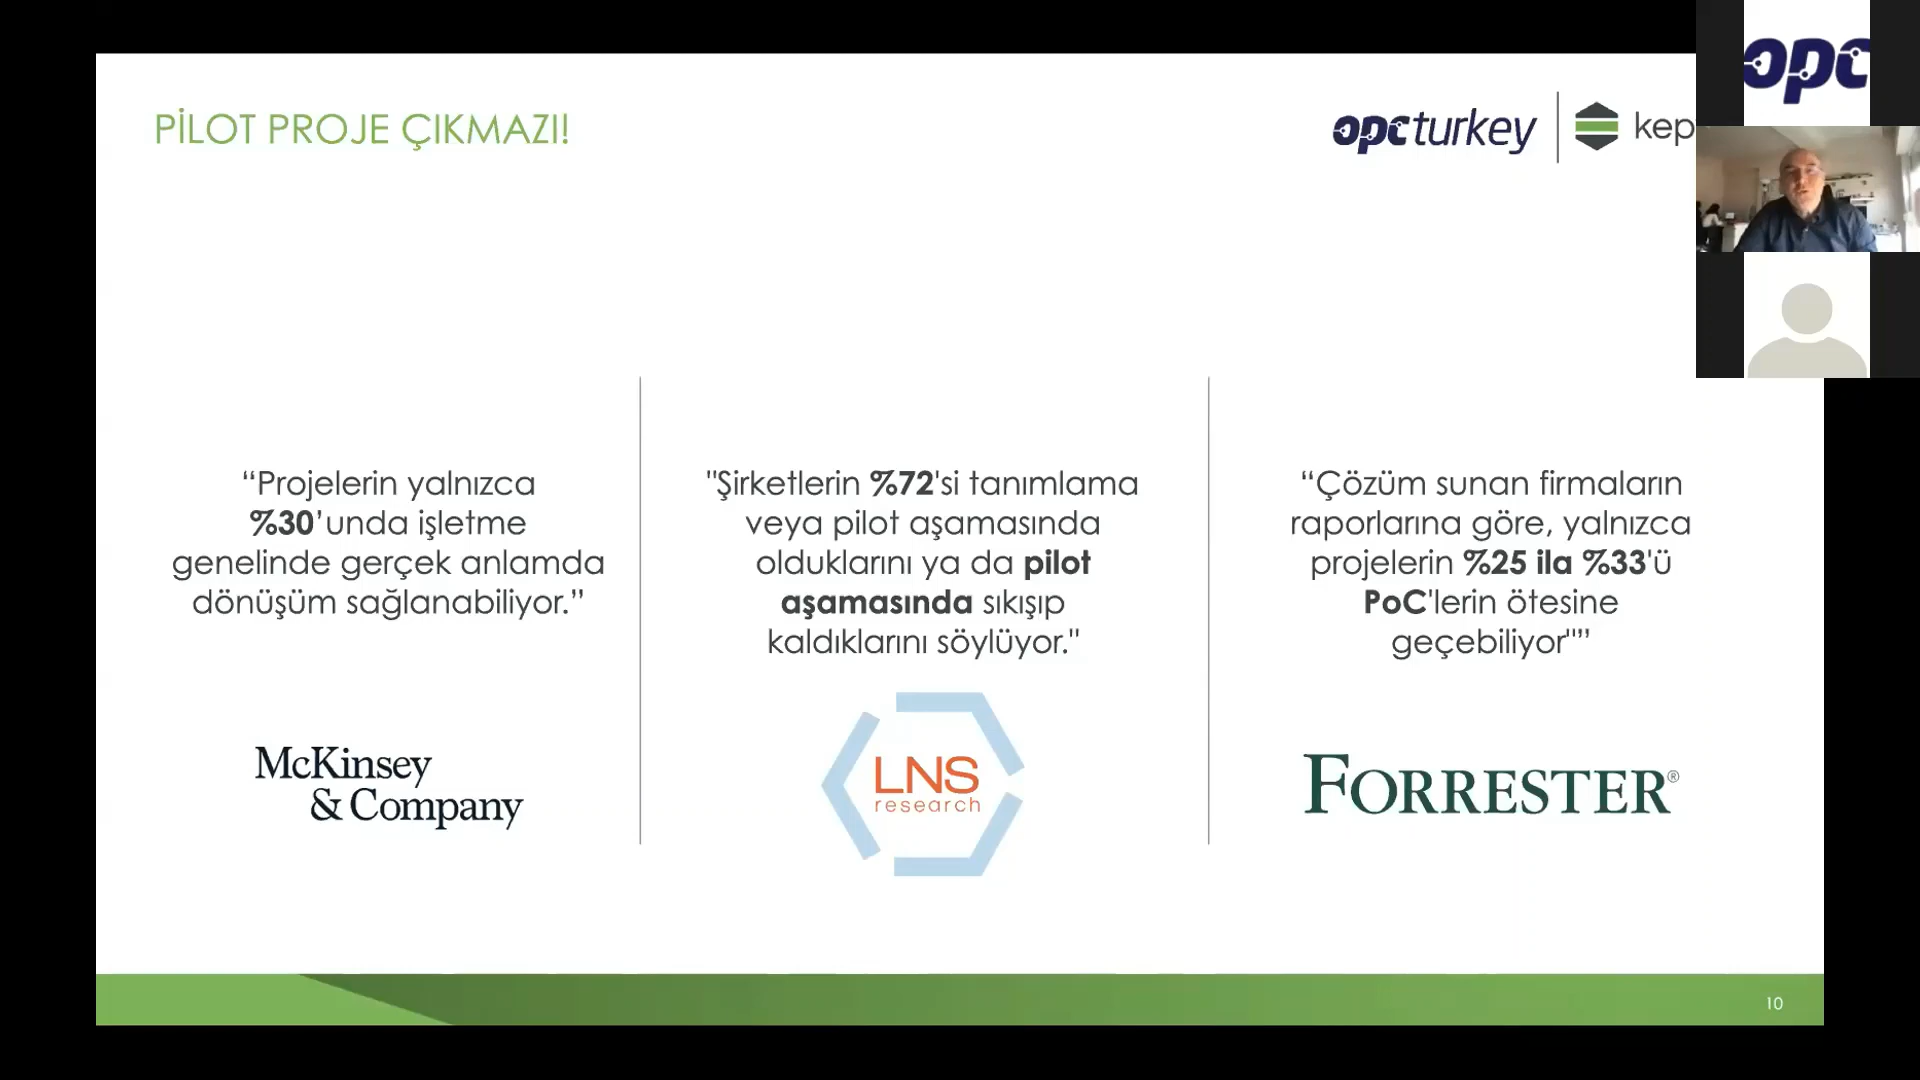 PİLOT PROJE ÇIKMAZI!
opcturkey
kep
opc
“Projelerin yalnızca
%30’unda işletme
genelinde gerçek anlamda
dönüşüm sağlanabiliyor.”
McKinsey
& Company
"Şirketlerin %72'si tanımlama
veya pilot aşamasında
olduklarını ya da pilot
aşamasında sıkışıp
kaldıklarını söylüyor."
LNS
research
“Çözüm sunan firmaların
raporlarına göre, yalnızca
projelerin %25 ila %33'ü
PoC'lerin ötesine
geçebiliyor"”
FORRESTER®
10